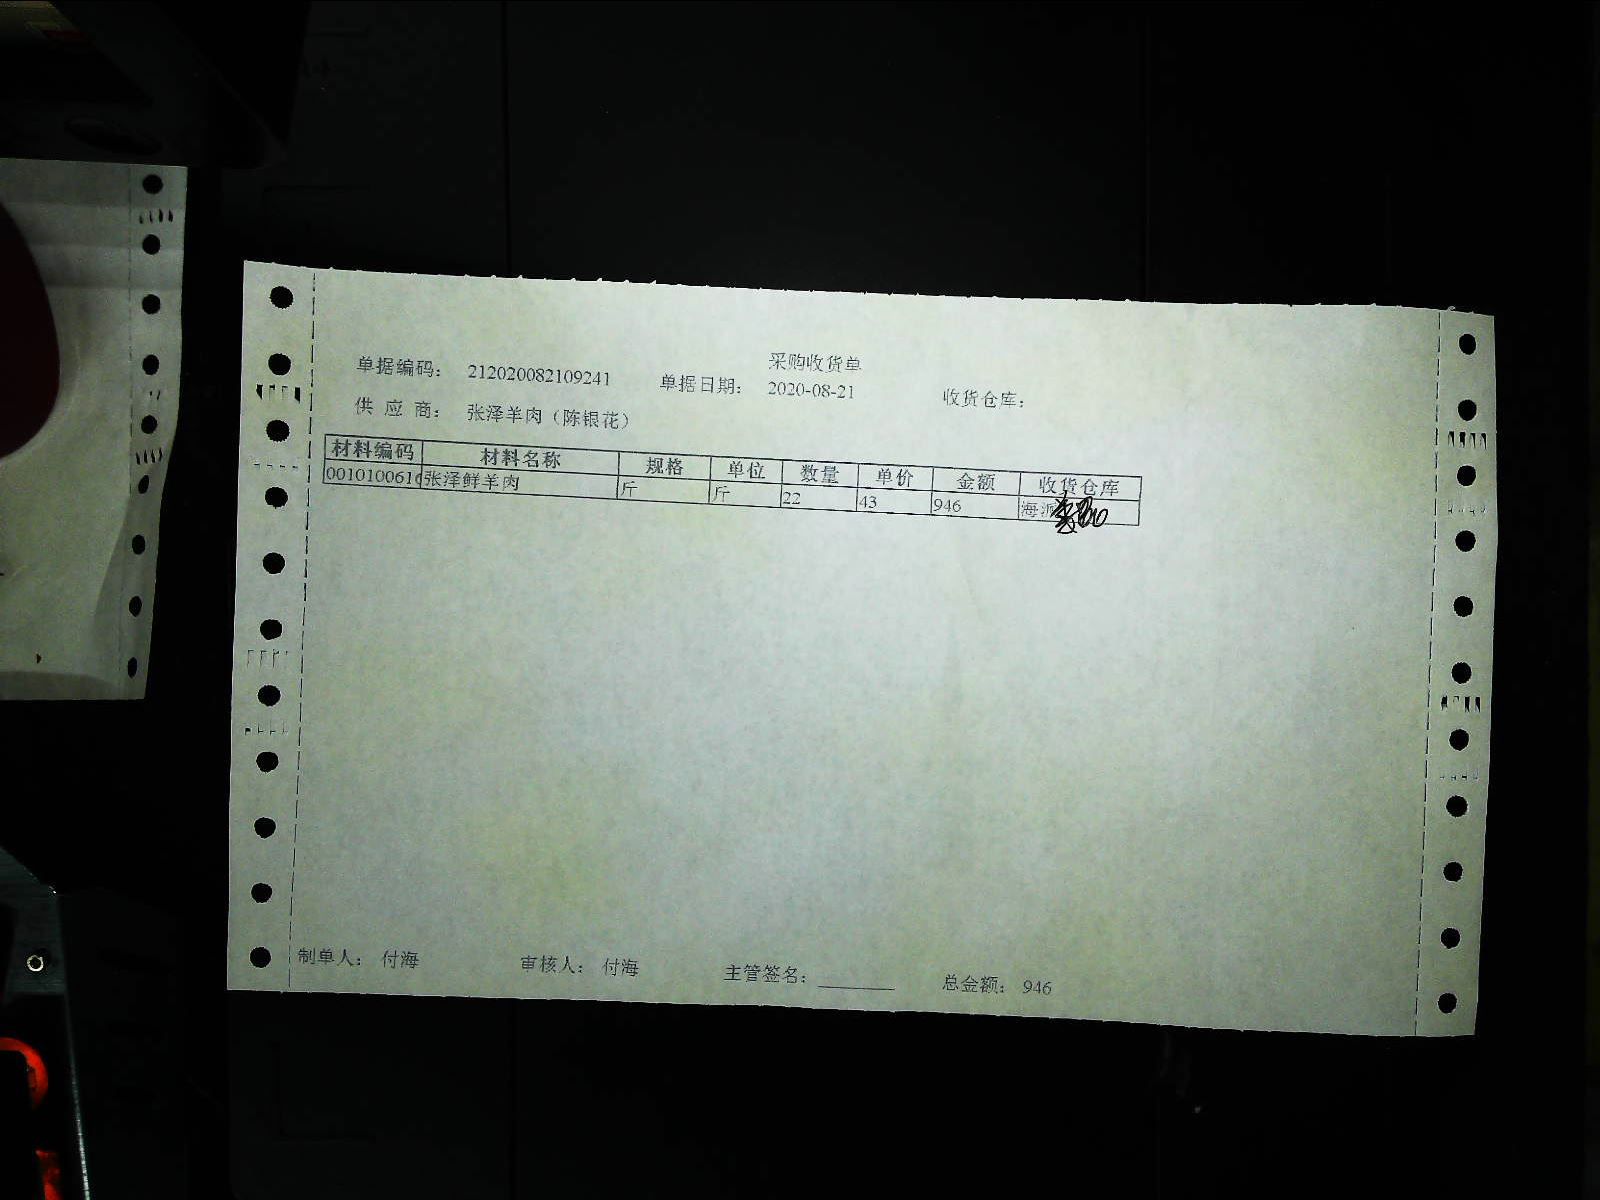 采购收货单
单据编码： 212020082109241 单据日期： 2020-08-21 收货仓库：
供 应 商： 张泽羊肉（陈银花）
材料编码 材料名称 规格 单位 数量 单价 金额 收货仓库
001010061 张泽鲜羊肉 斤 斤 22 43 946 海派
制单人： 付海 审核人： 付海 主管签名：________ 总金额： 946